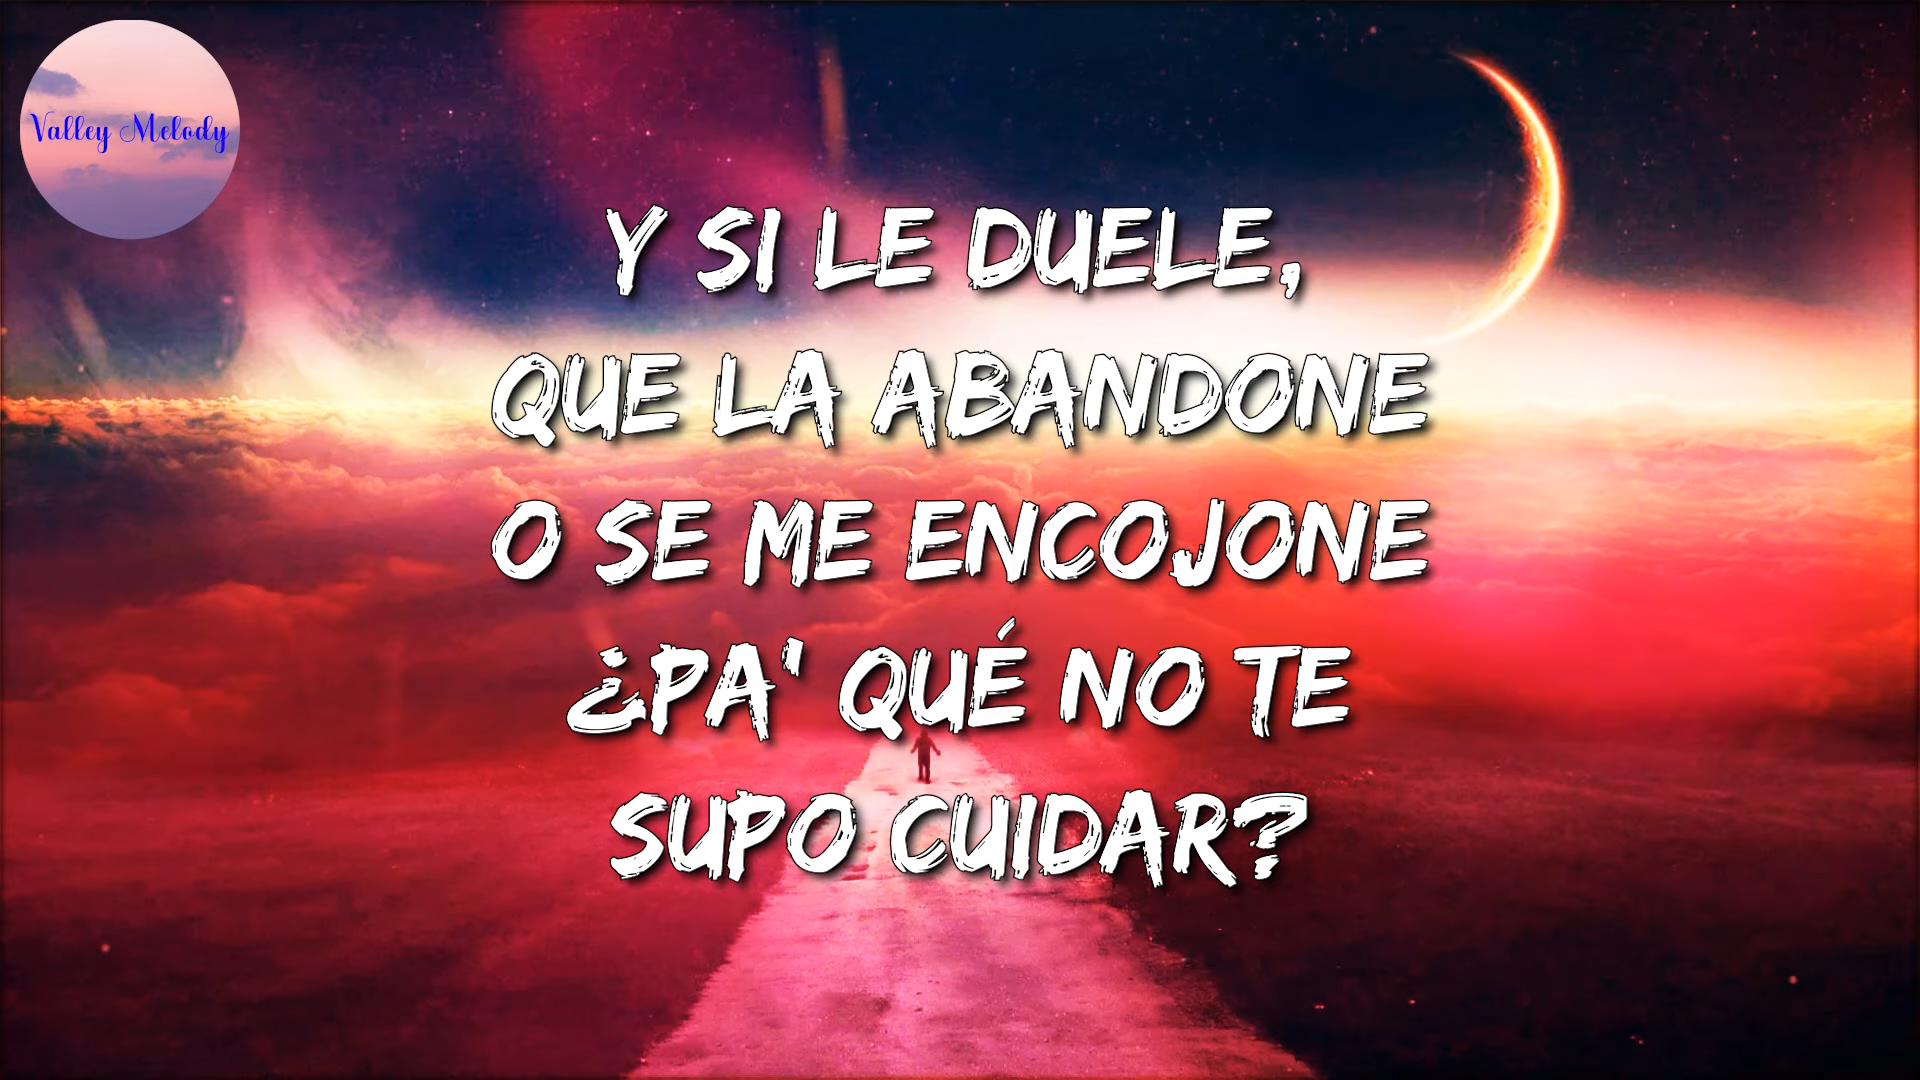 Valley Melody
Y SI LE DUELE,
QUE LA ABANDONE
O SE ME ENCOJONE
¿PA' QUÉ NO TE
SUPO CUIDAR?